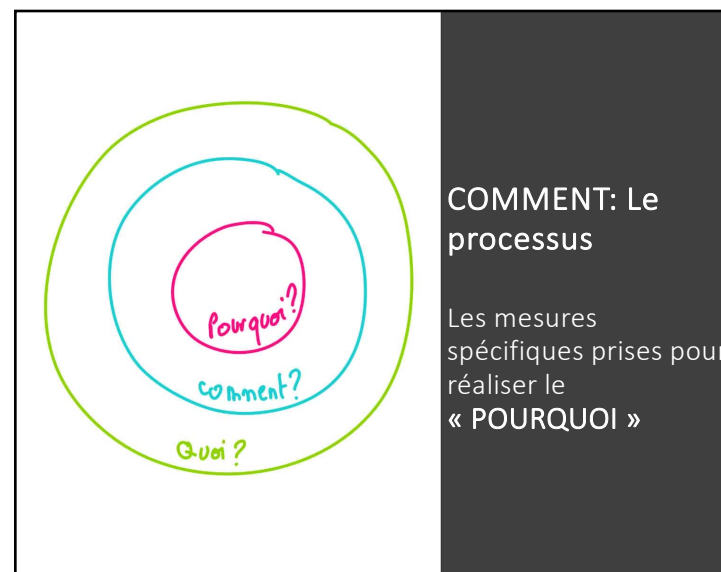 Pourquoi?
comment?
Quoi?
COMMENT: Le
processus
Les mesures
spécifiques prises pour
réaliser le
« POURQUOI »